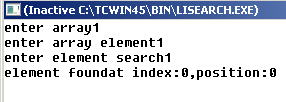 (Inactive C:\TCWIN45\BIN\LISEARCH.EXE)
enter array1
enter array element1
enter element search1
element foundat index:0,position:0